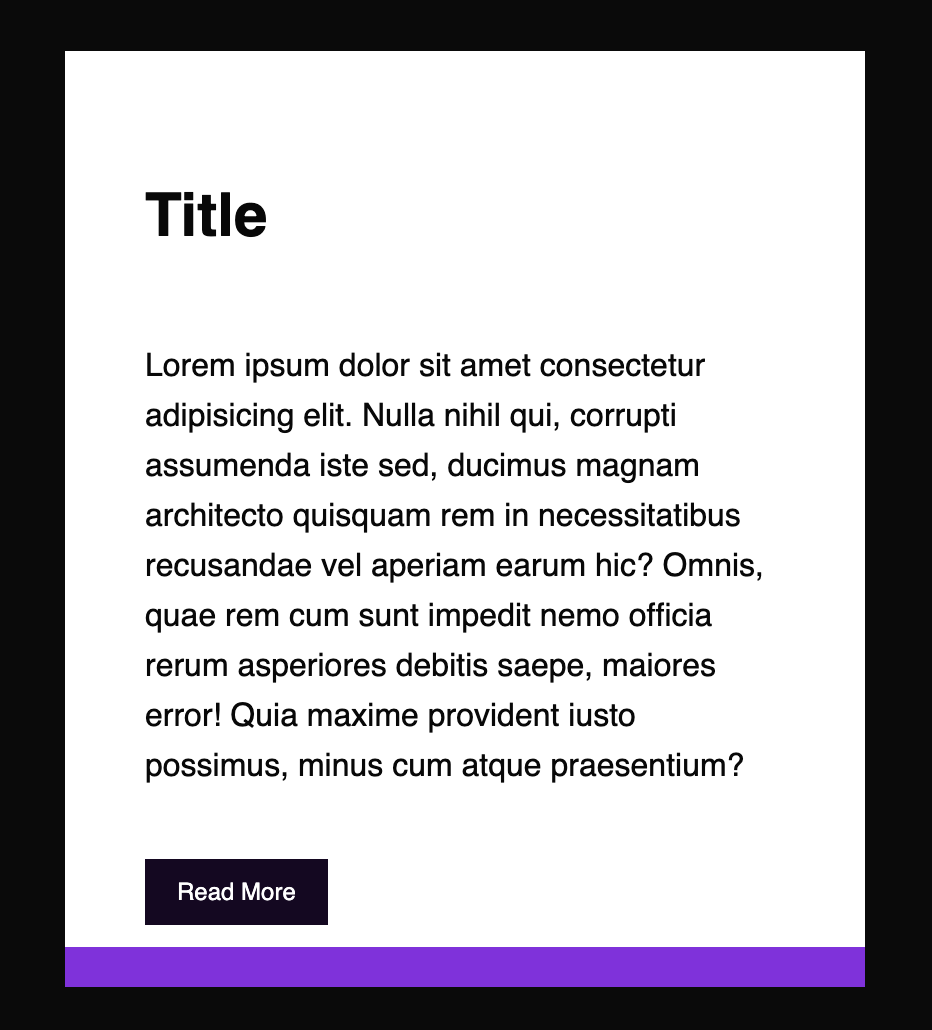 Title
Lorem ipsum dolor sit amet consectetur
adipisicing elit. Nulla nihil qui, corrupti
assumenda iste sed, ducimus magnam
architecto quisquam rem in necessitatibus
recusandae vel aperiam earum hic? Omnis,
quae rem cum sunt impedit nemo officia
rerum asperiores debitis saepe, maiores
error! Quia maxime provident iusto
possimus, minus cum atque praesentium?
Read More